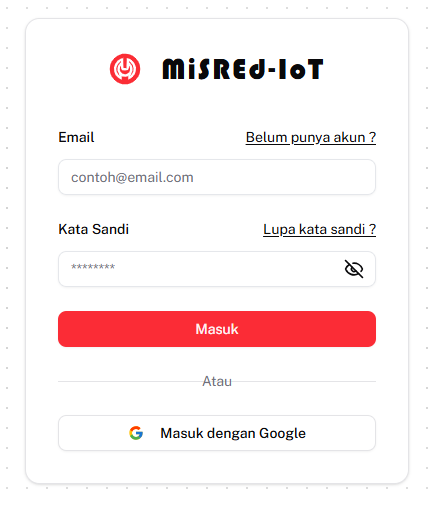 MiSREd-IoT
Email
Belum punya akun ?
contoh@email.com
Kata Sandi
Lupa kata sandi ?
********
Masuk
Atau
Masuk dengan Google